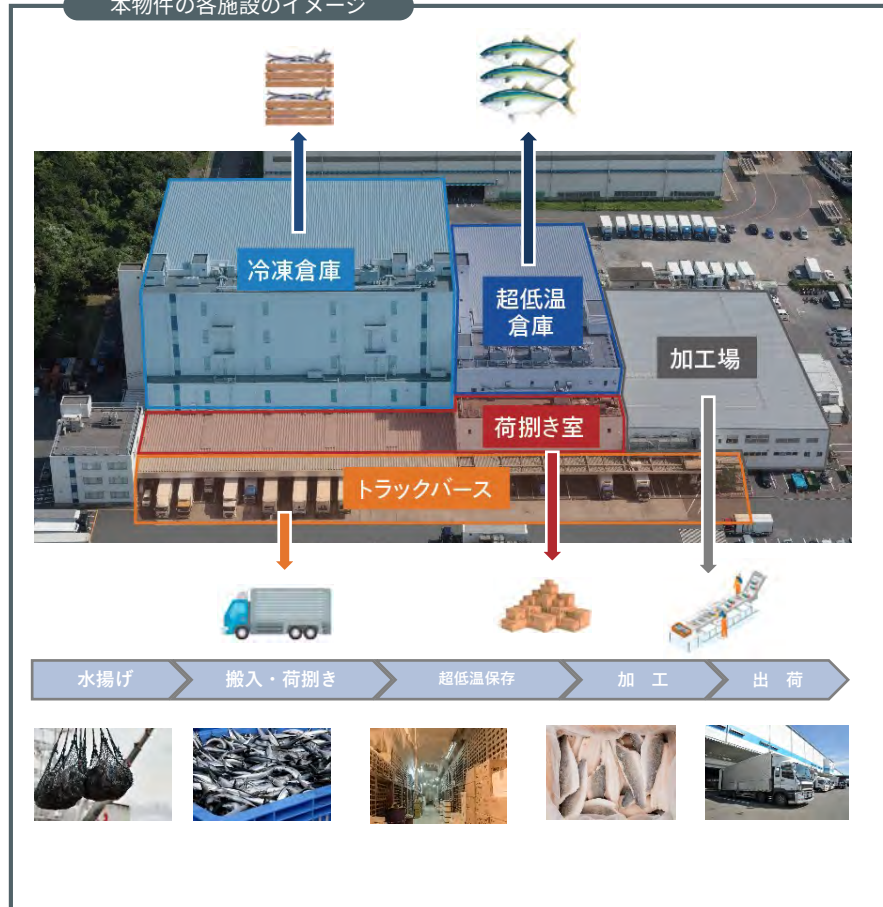 本物件の各施設のイメージ
冷凍倉庫
超低温
倉庫
加工場
荷捌き室
トラックバース
水揚げ
搬入・荷捌き
超低温保存
加 工
出 荷